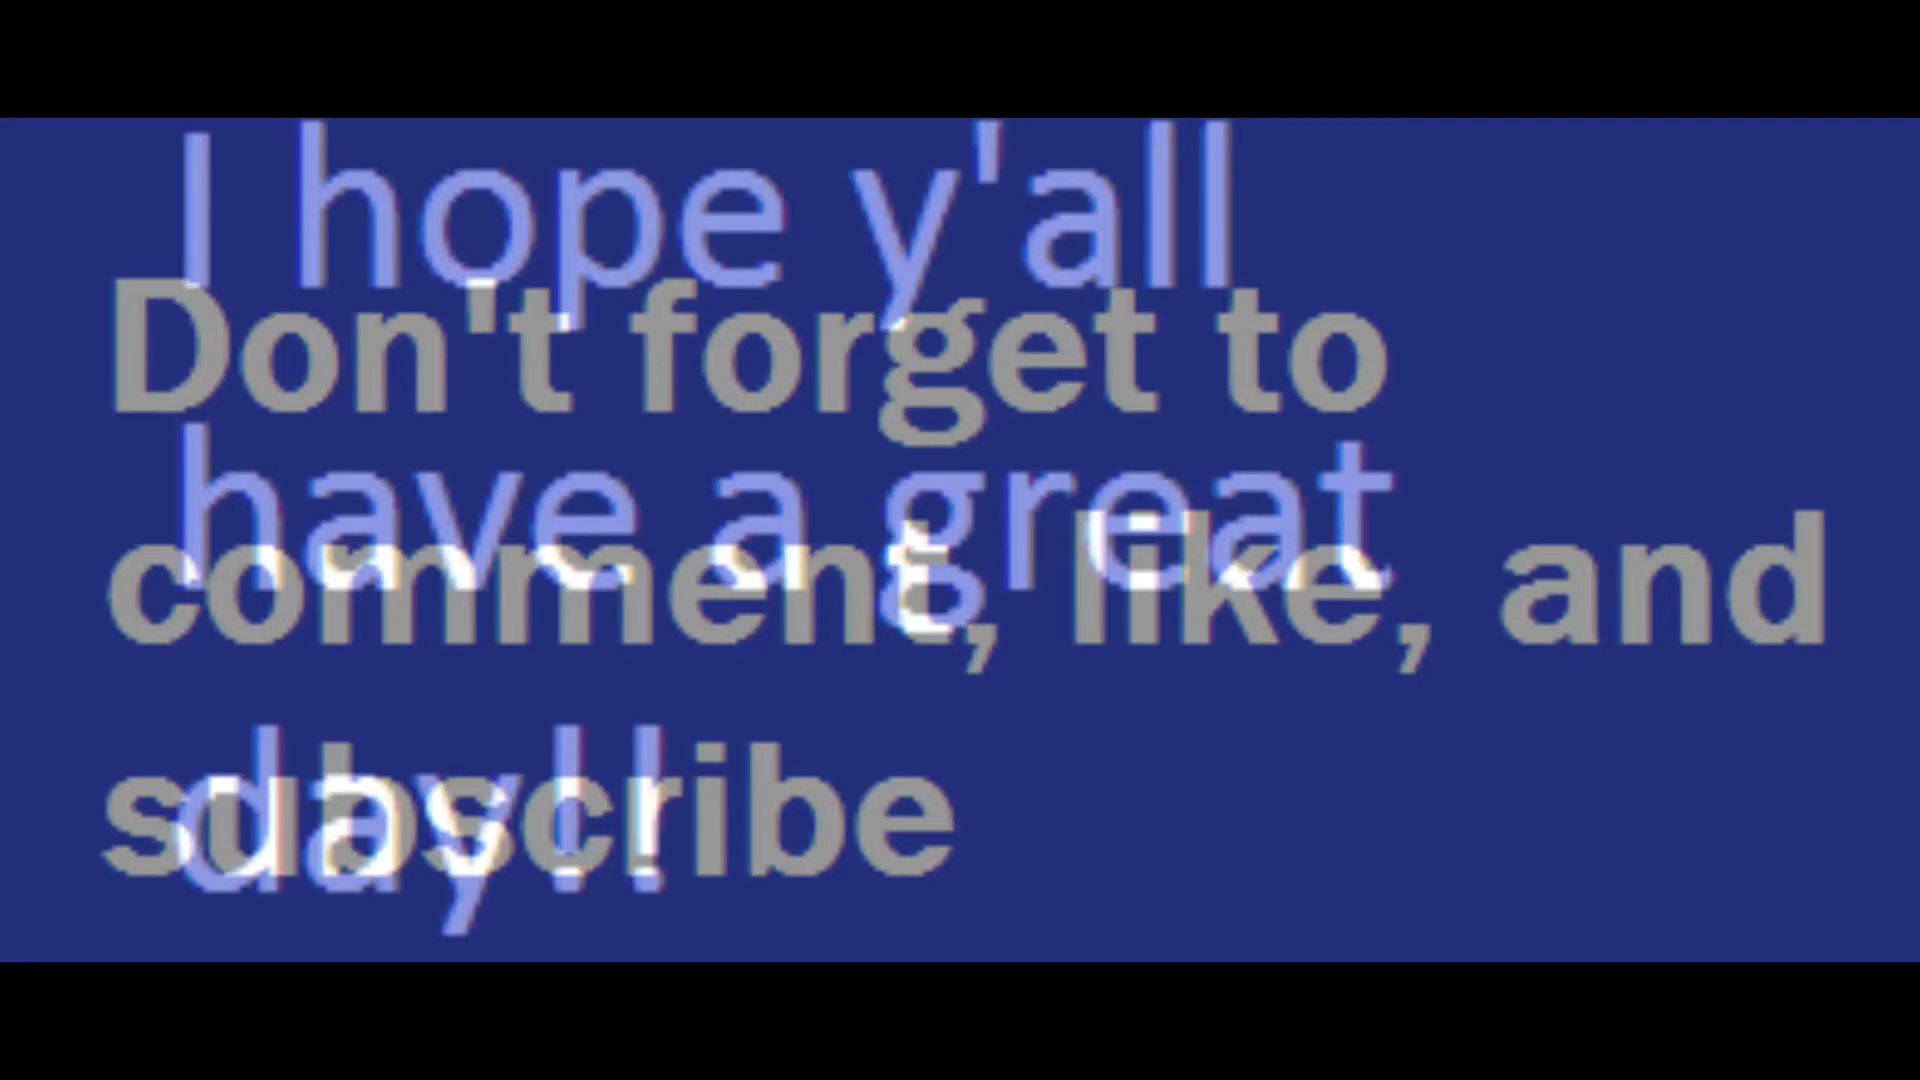 I hope y'all
Don't forget to
have a great
comment, like, and
day!!
subscribe